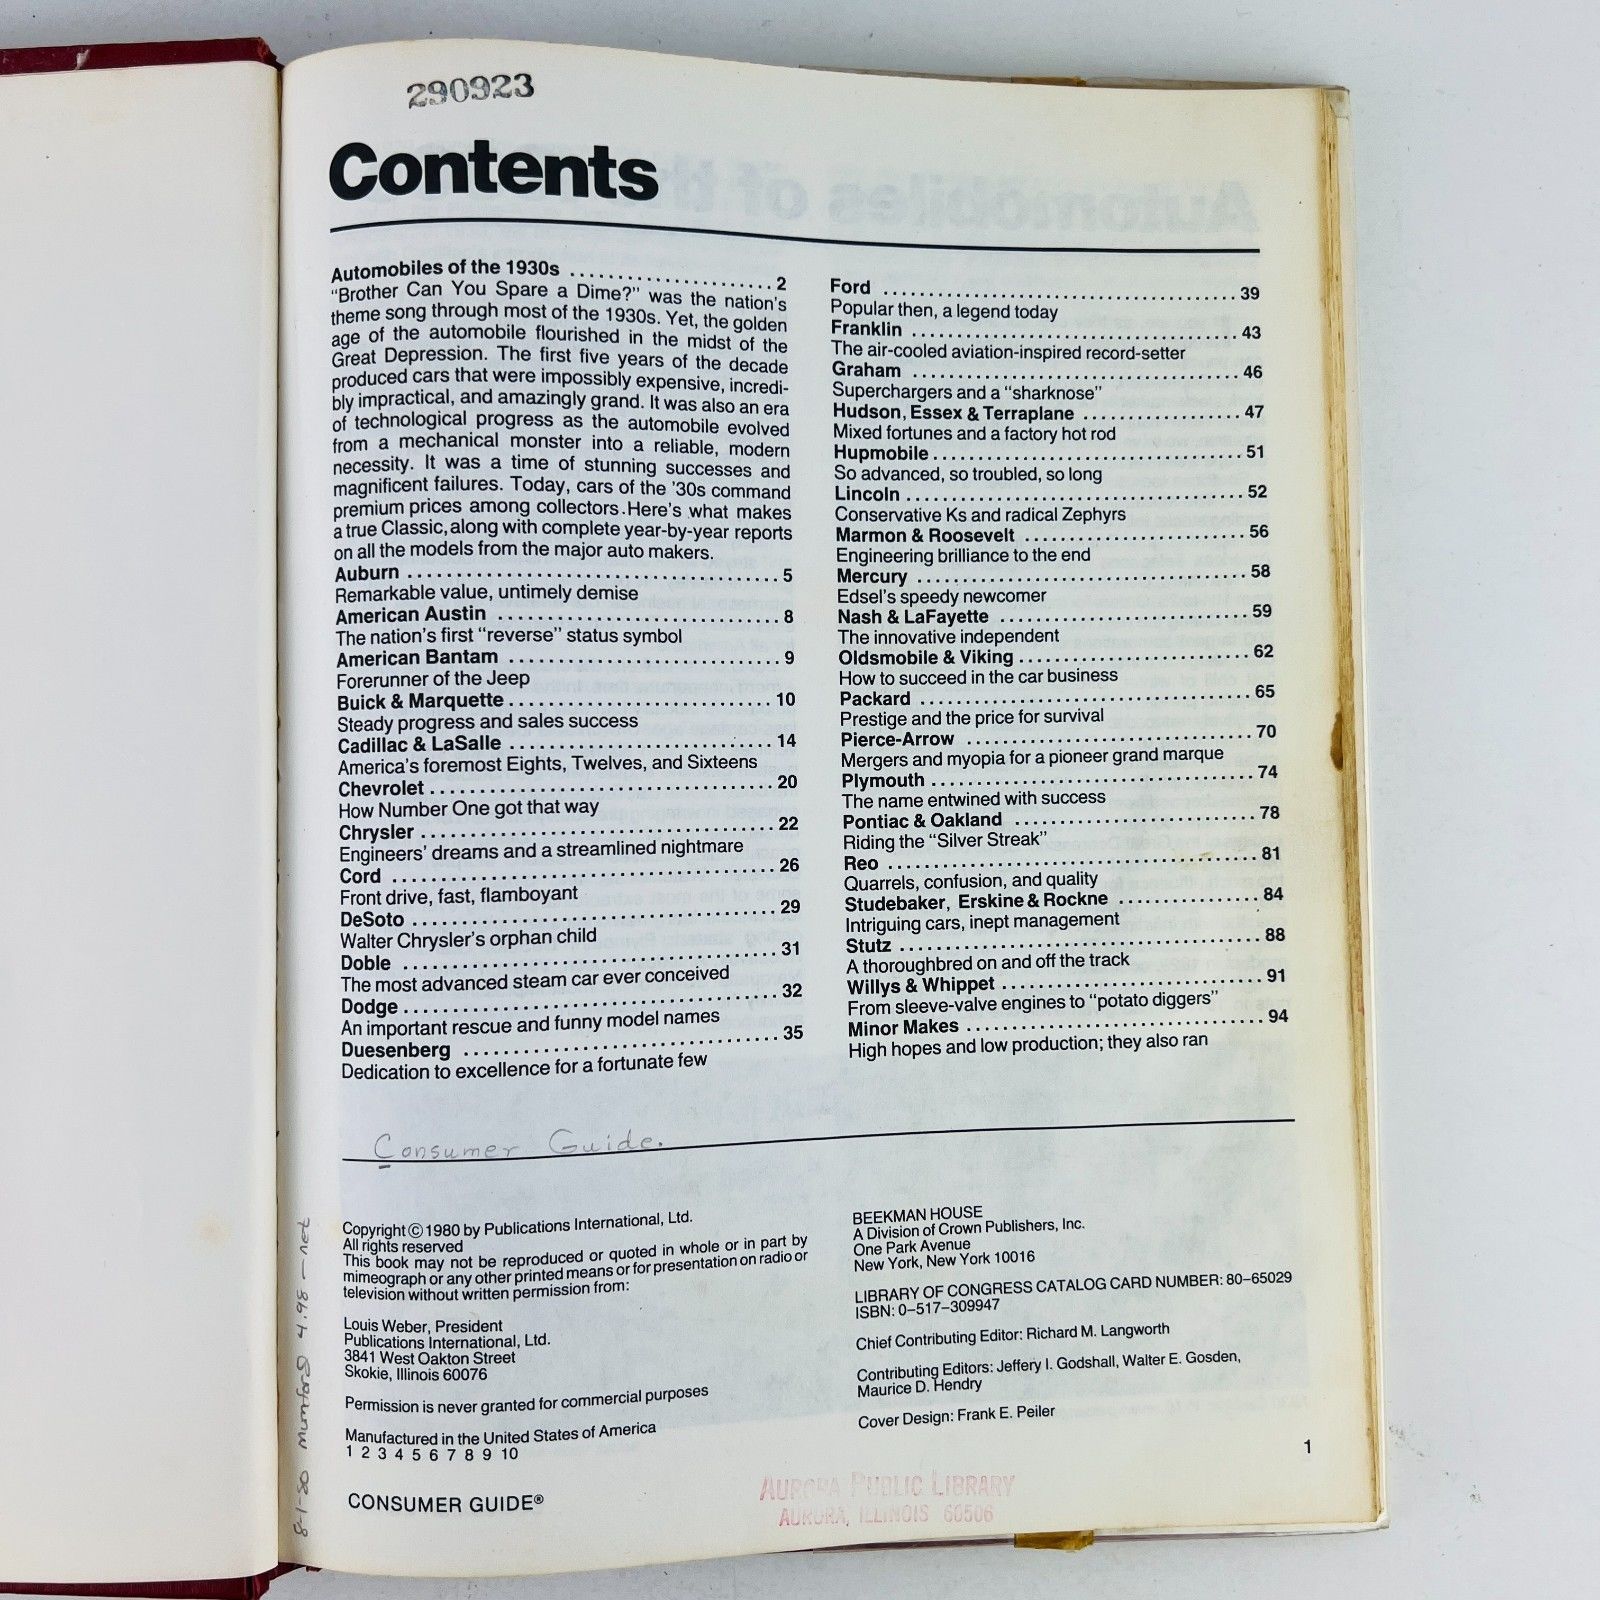 290923
Contents
Automobiles of the 1930s ..................... 2
"Brother Can You Spare a Dime?" was the nation's
theme song through most of the 1930s. Yet, the golden
age of the automobile flourished in the midst of the
Great Depression. The first five years of the decade
produced cars that were impossibly expensive, incredi-
bly impractical, and amazingly grand. It was also an era
of technological progress as the automobile evolved
from a mechanical monster into a reliable, modern
necessity. It was a time of stunning successes and
magnificent failures. Today, cars of the '30s command
premium prices among collectors. Here's what makes
a true Classic, along with complete year-by-year reports
on all the models from the major auto makers.
Auburn ..................................... 5
Remarkable value, untimely demise
American Austin ............................. 8
The nation's first "reverse" status symbol
American Bantam ............................ 9
Forerunner of the Jeep
Buick & Marquette .......................... 10
Steady progress and sales success
Cadillac & LaSalle .......................... 14
America's foremost Eights, Twelves, and Sixteens
Chevrolet ................................... 20
How Number One got that way
Chrysler .................................... 22
Engineers' dreams and a streamlined nightmare
Cord ....................................... 26
Front drive, fast, flamboyant
DeSoto ..................................... 29
Walter Chrysler's orphan child
Doble ...................................... 31
The most advanced steam car ever conceived
Dodge ...................................... 32
An important rescue and funny model names
Duesenberg ................................ 35
Dedication to excellence for a fortunate few
Ford ........................................ 39
Popular then, a legend today
Franklin ..................................... 43
The air-cooled aviation-inspired record-setter
Graham ..................................... 46
Superchargers and a "sharknose"
Hudson, Essex & Terraplane ................. 47
Mixed fortunes and a factory hot rod
Hupmobile ................................... 51
So advanced, so troubled, so long
Lincoln ...................................... 52
Conservative Ks and radical Zephyrs
Marmon & Roosevelt ........................ 56
Engineering brilliance to the end
Mercury ..................................... 58
Edsel's speedy newcomer
Nash & LaFayette ........................... 59
The innovative independent
Oldsmobile & Viking ......................... 62
How to succeed in the car business
Packard ..................................... 65
Prestige and the price for survival
Pierce-Arrow ................................ 70
Mergers and myopia for a pioneer grand marque
Plymouth .................................... 74
The name entwined with success
Pontiac & Oakland .......................... 78
Riding the "Silver Streak"
Reo ......................................... 81
Quarrels, confusion, and quality
Studebaker, Erskine & Rockne ............... 84
Intriguing cars, inept management
Stutz ........................................ 88
A thoroughbred on and off the track
Willys & Whippet ............................ 91
From sleeve-valve engines to "potato diggers"
Minor Makes ................................ 94
High hopes and low production; they also ran
Consumer Guide.
Copyright © 1980 by Publications International, Ltd.
All rights reserved
This book may not be reproduced or quoted in whole or in part by
mimeograph or any other printed means or for presentation on radio or
television without written permission from:
Louis Weber, President
Publications International, Ltd.
3841 West Oakton Street
Skokie, Illinois 60076
Permission is never granted for commercial purposes
Manufactured in the United States of America
1 2 3 4 5 6 7 8 9 10
CONSUMER GUIDE®
BEEKMAN HOUSE
A Division of Crown Publishers, Inc.
One Park Avenue
New York, New York 10016
LIBRARY OF CONGRESS CATALOG CARD NUMBER: 80-65029
ISBN: 0-517-309947
Chief Contributing Editor: Richard M. Langworth
Contributing Editors: Jeffery I. Godshall, Walter E. Gosden,
Maurice D. Hendry
Cover Design: Frank E. Peiler
1
AURORA PUBLIC LIBRARY
AURORA, ILLINOIS 60506
8-1-80 Mumford 4.98 - net